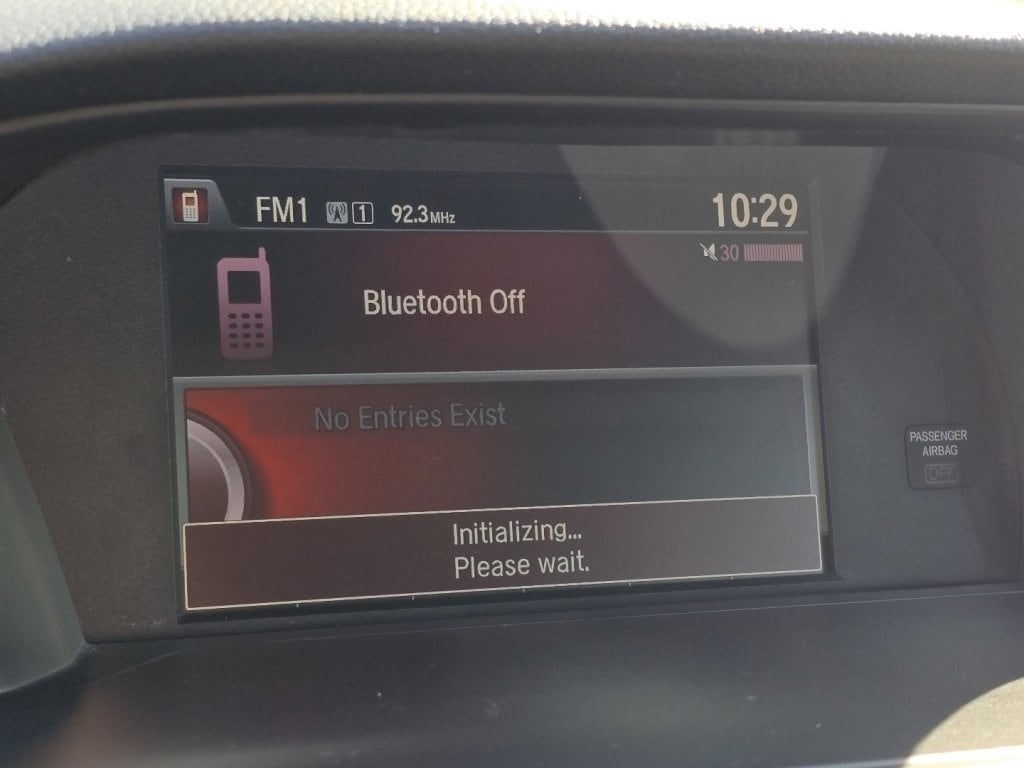 FM1 1 92.3MHz 10:29
30
Bluetooth Off
No Entries Exist
PASSENGER
AIRBAG
OFF
Initializing...
Please wait.